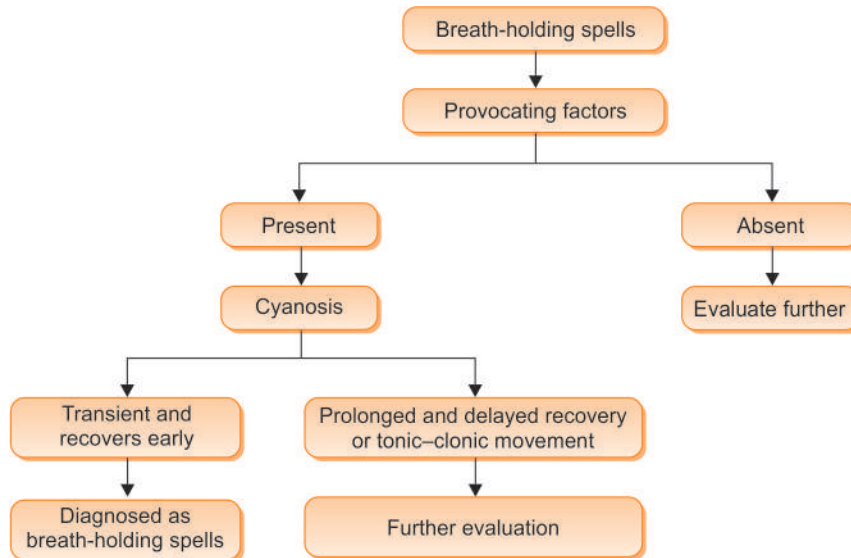 Breath-holding spells
Provocating factors
Present
Absent
Cyanosis
Evaluate further
Transient and
recovers early
Prolonged and delayed recovery
or tonic–clonic movement
Diagnosed as
breath-holding spells
Further evaluation